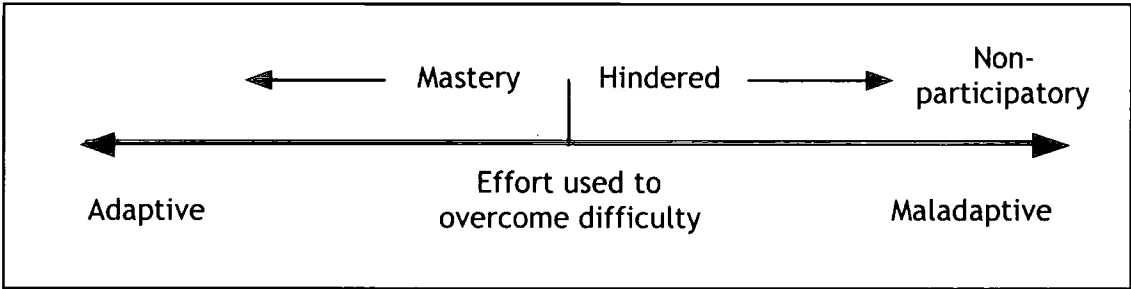 Mastery
Hindered
Non-
participatory
Effort used to
overcome difficulty
Adaptive
Maladaptive